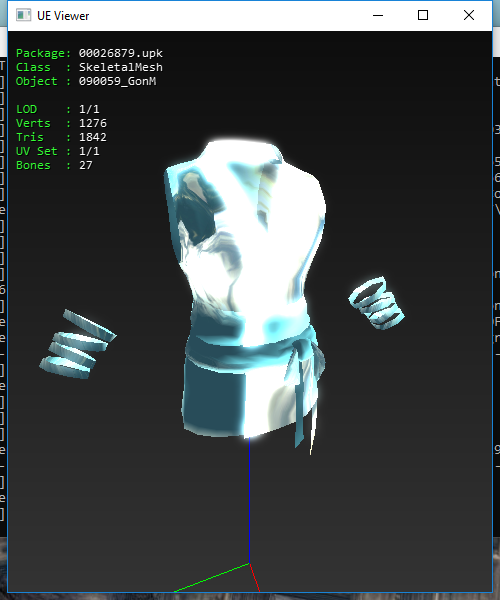 UE Viewer
Package: 00026879.upk
Class : SkeletalMesh
Object : 090059_GonM
LOD : 1/1
Verts : 1276
Tris : 1842
UV Set : 1/1
Bones : 27